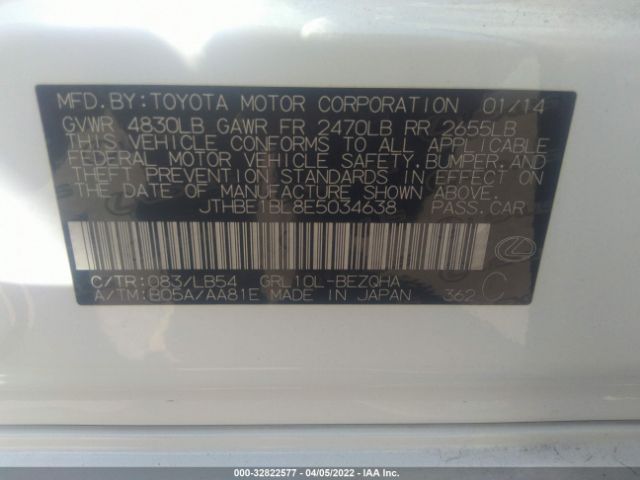 MFD. BY: TOYOTA MOTOR CORPORATION 01/14
GVWR 4830LB GAWR FR 2470LB RR 2655LB
THIS VEHICLE CONFORMS TO ALL APPLICABLE
FEDERAL MOTOR VEHICLE SAFETY, BUMPER, AND
THEFT PREVENTION STANDARDS IN EFFECT ON
THE DATE OF MANUFACTURE SHOWN ABOVE.
JTHBE1BL8E5034638 PASS.CAR
C/TR: 083/LB54 GRL10L-BEZQHA
A/TM: B05A/AA81E MADE IN JAPAN 362 C
000-32822577 - 04/05/2022 - IAA Inc.